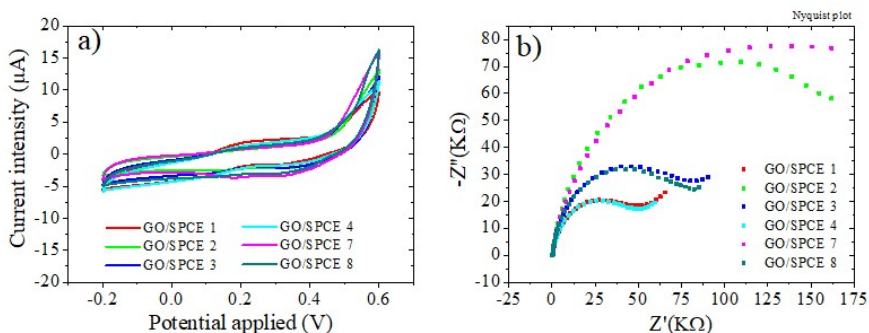 Nyquist plot
a)
Current intensity (µA)
20
15
10
5
0
-5
-10
-15
-20
GO/SPCE 1 GO/SPCE 4
GO/SPCE 2 GO/SPCE 7
GO/SPCE 3 GO/SPCE 8
-0.2 0.0 0.2 0.4 0.6
Potential applied (V)
b)
-Z"(KΩ)
80
70
60
50
40
30
20
10
0
-10
GO/SPCE 1
GO/SPCE 2
GO/SPCE 3
GO/SPCE 4
GO/SPCE 7
GO/SPCE 8
-25 0 25 50 75 100 125 150 175
Z'(KΩ)